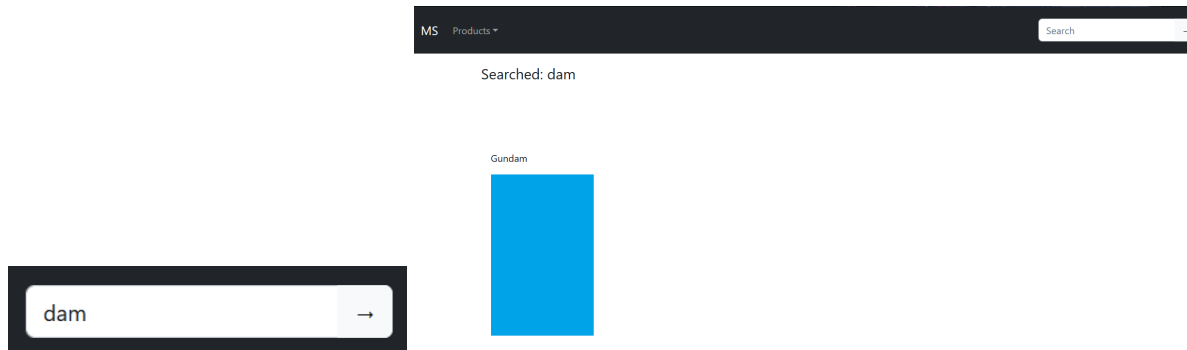 dam →
MS Products Search →
Searched: dam
Gundam